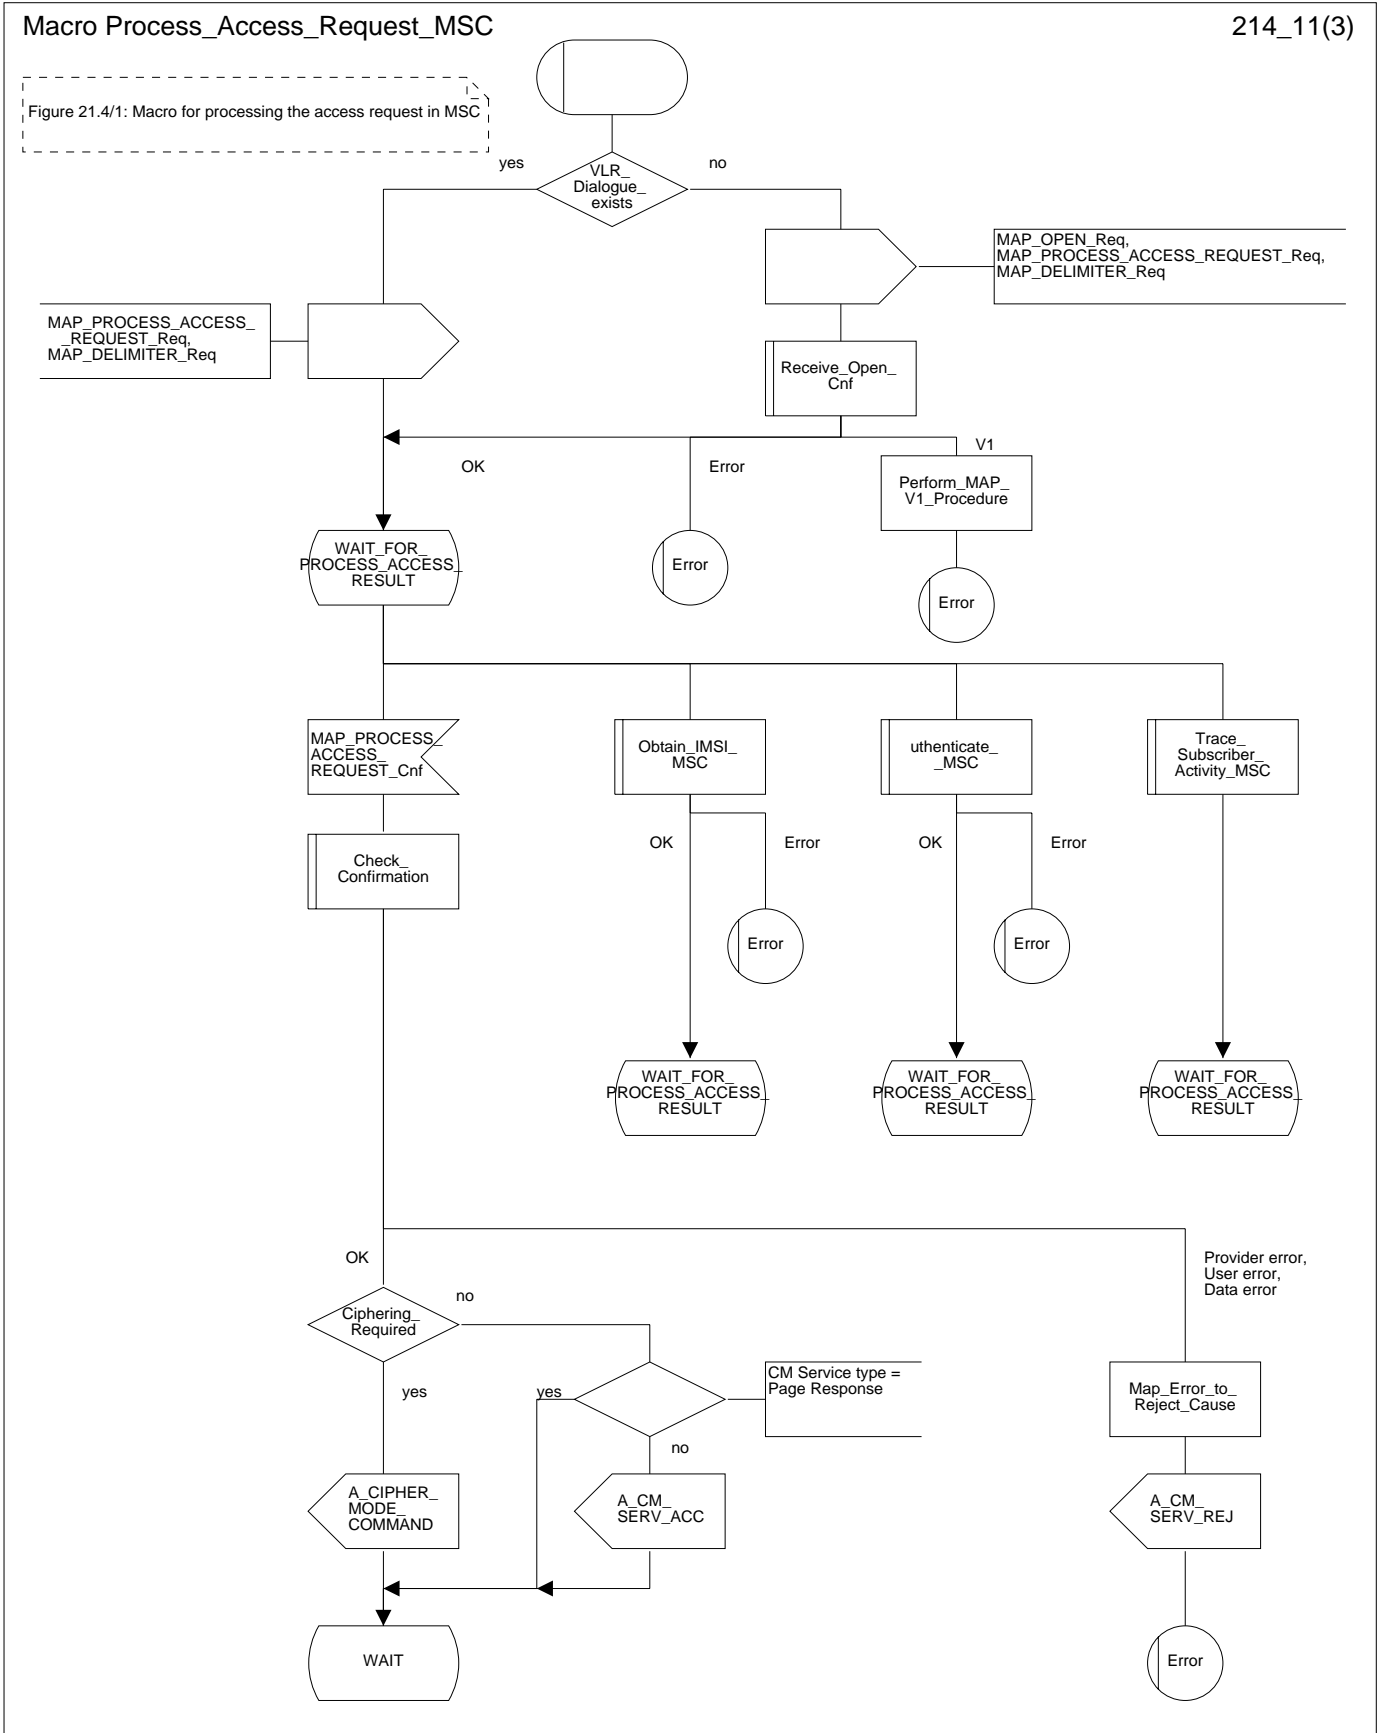 Macro Process_Access_Request_MSC
214_11(3)
Figure 21.4/1: Macro for processing the access request in MSC
yes
VLR_
Dialogue_
exists
no
MAP_OPEN_Req,
MAP_PROCESS_ACCESS_REQUEST_Req,
MAP_DELIMITER_Req
MAP_PROCESS_ACCESS_
_REQUEST_Req,
MAP_DELIMITER_Req
Receive_Open_
Cnf
OK
Error
V1
Perform_MAP_
V1_Procedure
WAIT_FOR_
PROCESS_ACCESS_
RESULT
Error
Error
MAP_PROCESS_
ACCESS_
REQUEST_Cnf
Obtain_IMSI_
MSC
uthenticate_
_MSC
Trace_
Subscriber_
Activity_MSC
Check_
Confirmation
OK
Error
OK
Error
Error
Error
WAIT_FOR_
PROCESS_ACCESS_
RESULT
WAIT_FOR_
PROCESS_ACCESS_
RESULT
WAIT_FOR_
PROCESS_ACCESS_
RESULT
OK
Provider error,
User error,
Data error
Ciphering_
Required
no
yes
yes
CM Service type =
Page Response
Map_Error_to_
Reject_Cause
no
A_CIPHER_
MODE_
COMMAND
A_CM_
SERV_ACC
A_CM_
SERV_REJ
WAIT
Error